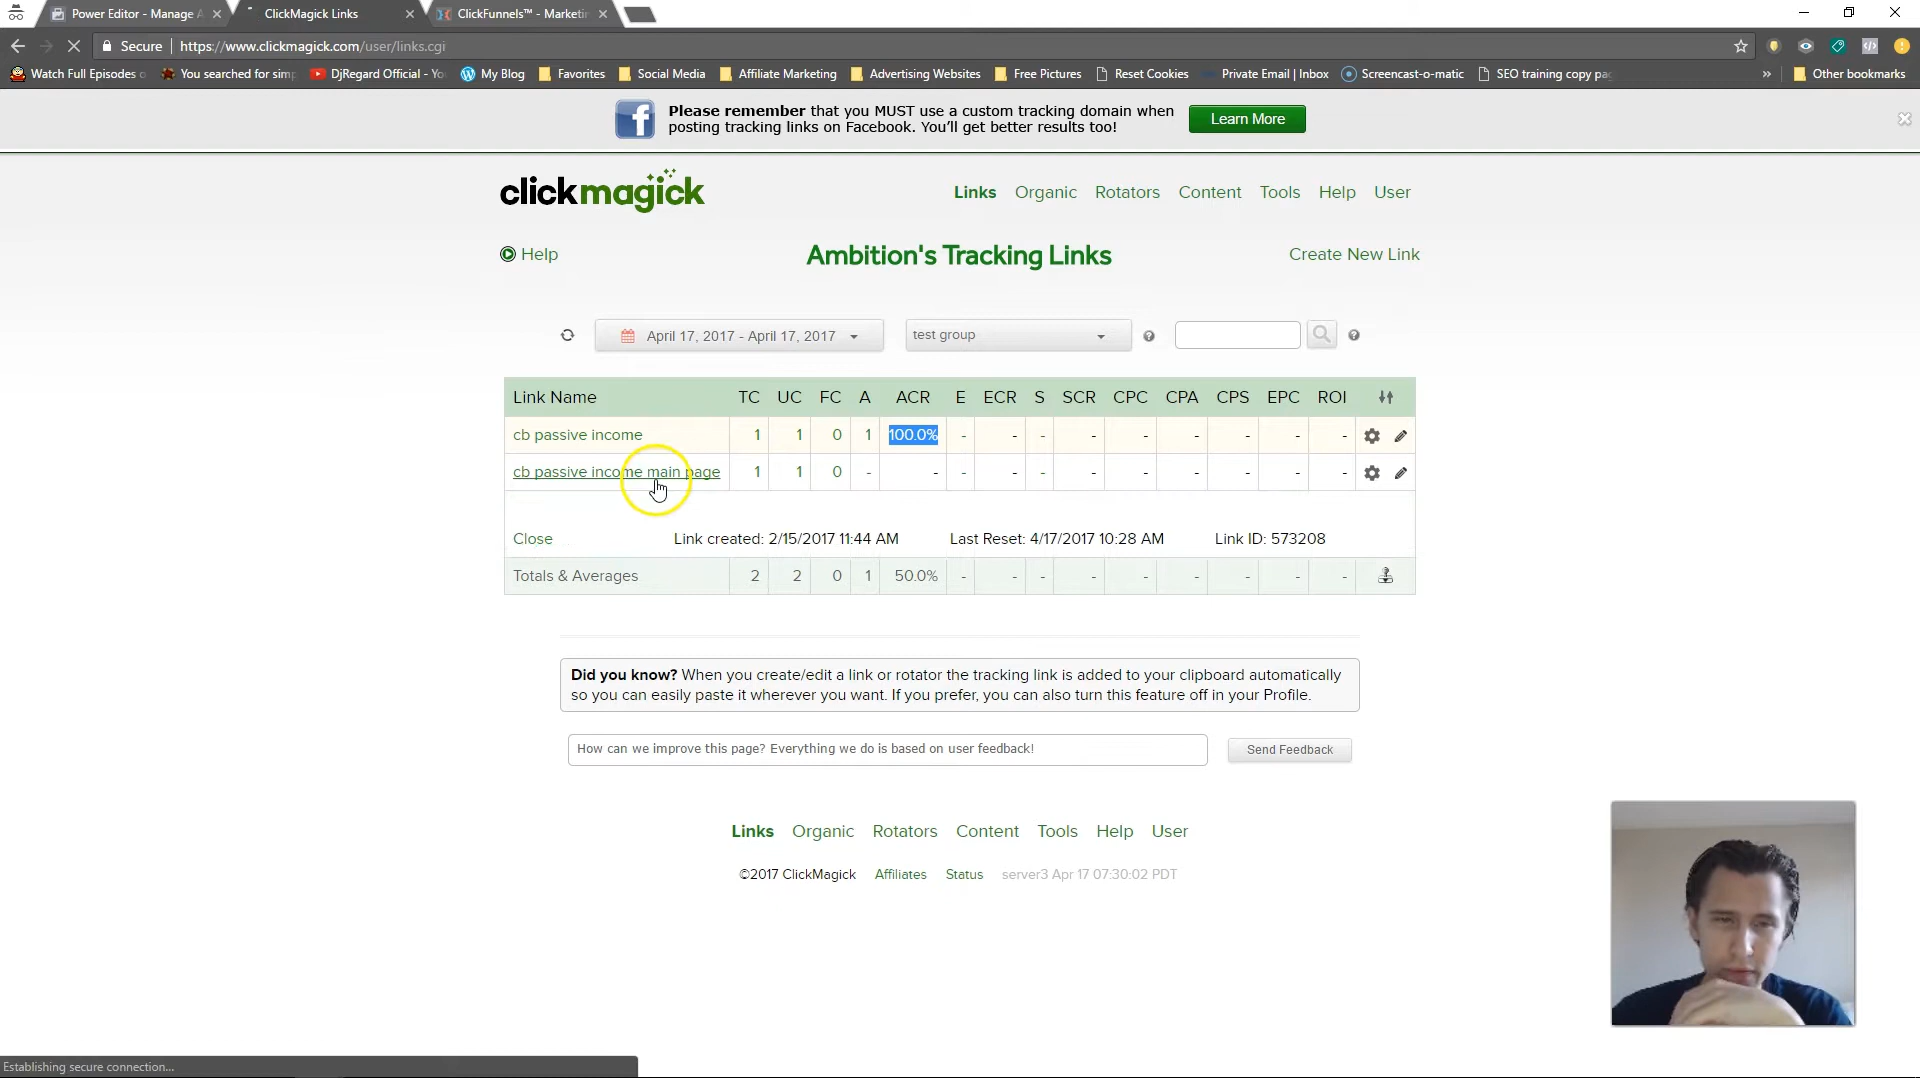 Power Editor - Manage A
ClickMagick Links
ClickFunnels™ - Marketin
Secure
https://www.clickmagick.com/user/links.cgi
Watch Full Episodes o
You searched for simp
DjRegard Official - Yo
My Blog
Favorites
Social Media
Affiliate Marketing
Advertising Websites
Free Pictures
Reset Cookies
Private Email | Inbox
Screencast-o-matic
SEO training copy pag
»
Other bookmarks
Please remember that you MUST use a custom tracking domain when
posting tracking links on Facebook. You'll get better results too!
Learn More
clickmagick
Links Organic Rotators Content Tools Help User
Help
Ambition's Tracking Links
Create New Link
April 17, 2017 - April 17, 2017
test group
Link Name TC UC FC A ACR E ECR S SCR CPC CPA CPS EPC ROI
cb passive income 1 1 0 1 100.0% - - - - - - - - -
cb passive income main page 1 1 0 - - - - - - - - - - -
Close Link created: 2/15/2017 11:44 AM Last Reset: 4/17/2017 10:28 AM Link ID: 573208
Totals & Averages 2 2 0 1 50.0% - - - - - - - - -
Did you know? When you create/edit a link or rotator the tracking link is added to your clipboard automatically
so you can easily paste it wherever you want. If you prefer, you can also turn this feature off in your Profile.
How can we improve this page? Everything we do is based on user feedback!
Send Feedback
Links Organic Rotators Content Tools Help User
©2017 ClickMagick Affiliates Status server3 Apr 17 07:30:02 PDT
Establishing secure connection...